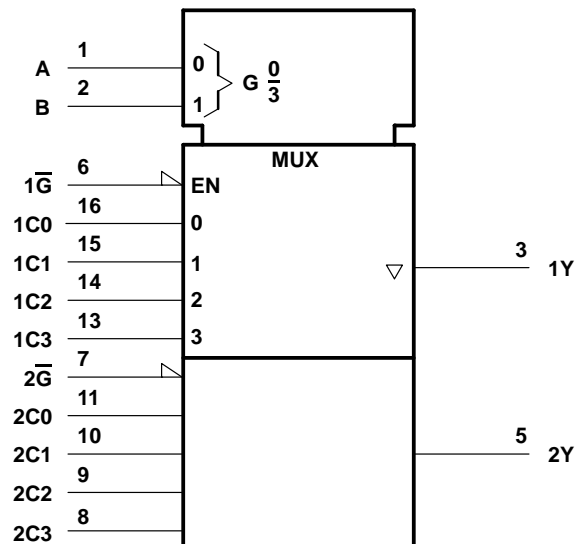 A 1 0 G 0/3
B 2 1
MUX
1G̅ 6 EN
1C0 16 0
1C1 15 1
1C2 14 2
1C3 13 3
3 1Y
2G̅ 7
2C0 11
2C1 10
2C2 9
2C3 8
5 2Y